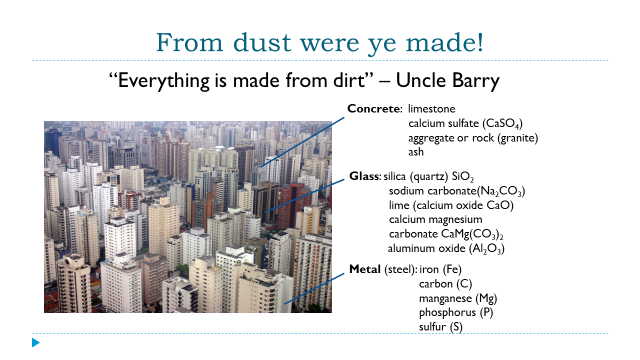 From dust were ye made!
“Everything is made from dirt” – Uncle Barry
Concrete: limestone
calcium sulfate (CaSO₄)
aggregate or rock (granite)
ash
Glass: silica (quartz) SiO₂
sodium carbonate(Na₂CO₃)
lime (calcium oxide CaO)
calcium magnesium
carbonate CaMg(CO₃)₂
aluminum oxide (Al₂O₃)
Metal (steel): iron (Fe)
carbon (C)
manganese (Mg)
phosphorus (P)
sulfur (S)